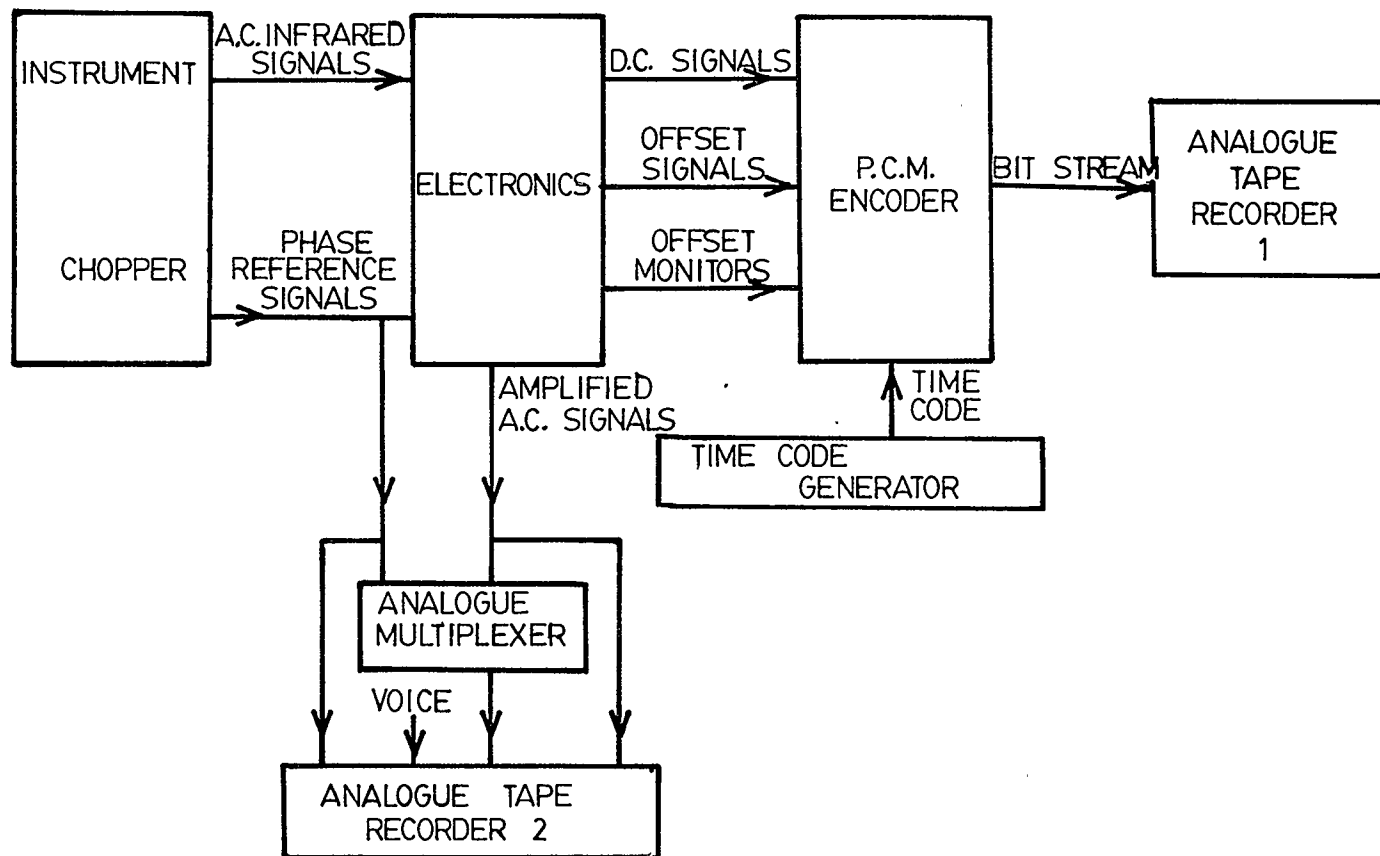 INSTRUMENT
CHOPPER
A.C. INFRARED
SIGNALS
PHASE
REFERENCE
SIGNALS
ELECTRONICS
D.C. SIGNALS
OFFSET
SIGNALS
OFFSET
MONITORS
P.C.M.
ENCODER
BIT STREAM
ANALOGUE
TAPE
RECORDER
1
AMPLIFIED
A.C. SIGNALS
TIME
CODE
TIME CODE
GENERATOR
ANALOGUE
MULTIPLEXER
VOICE
ANALOGUE TAPE
RECORDER 2